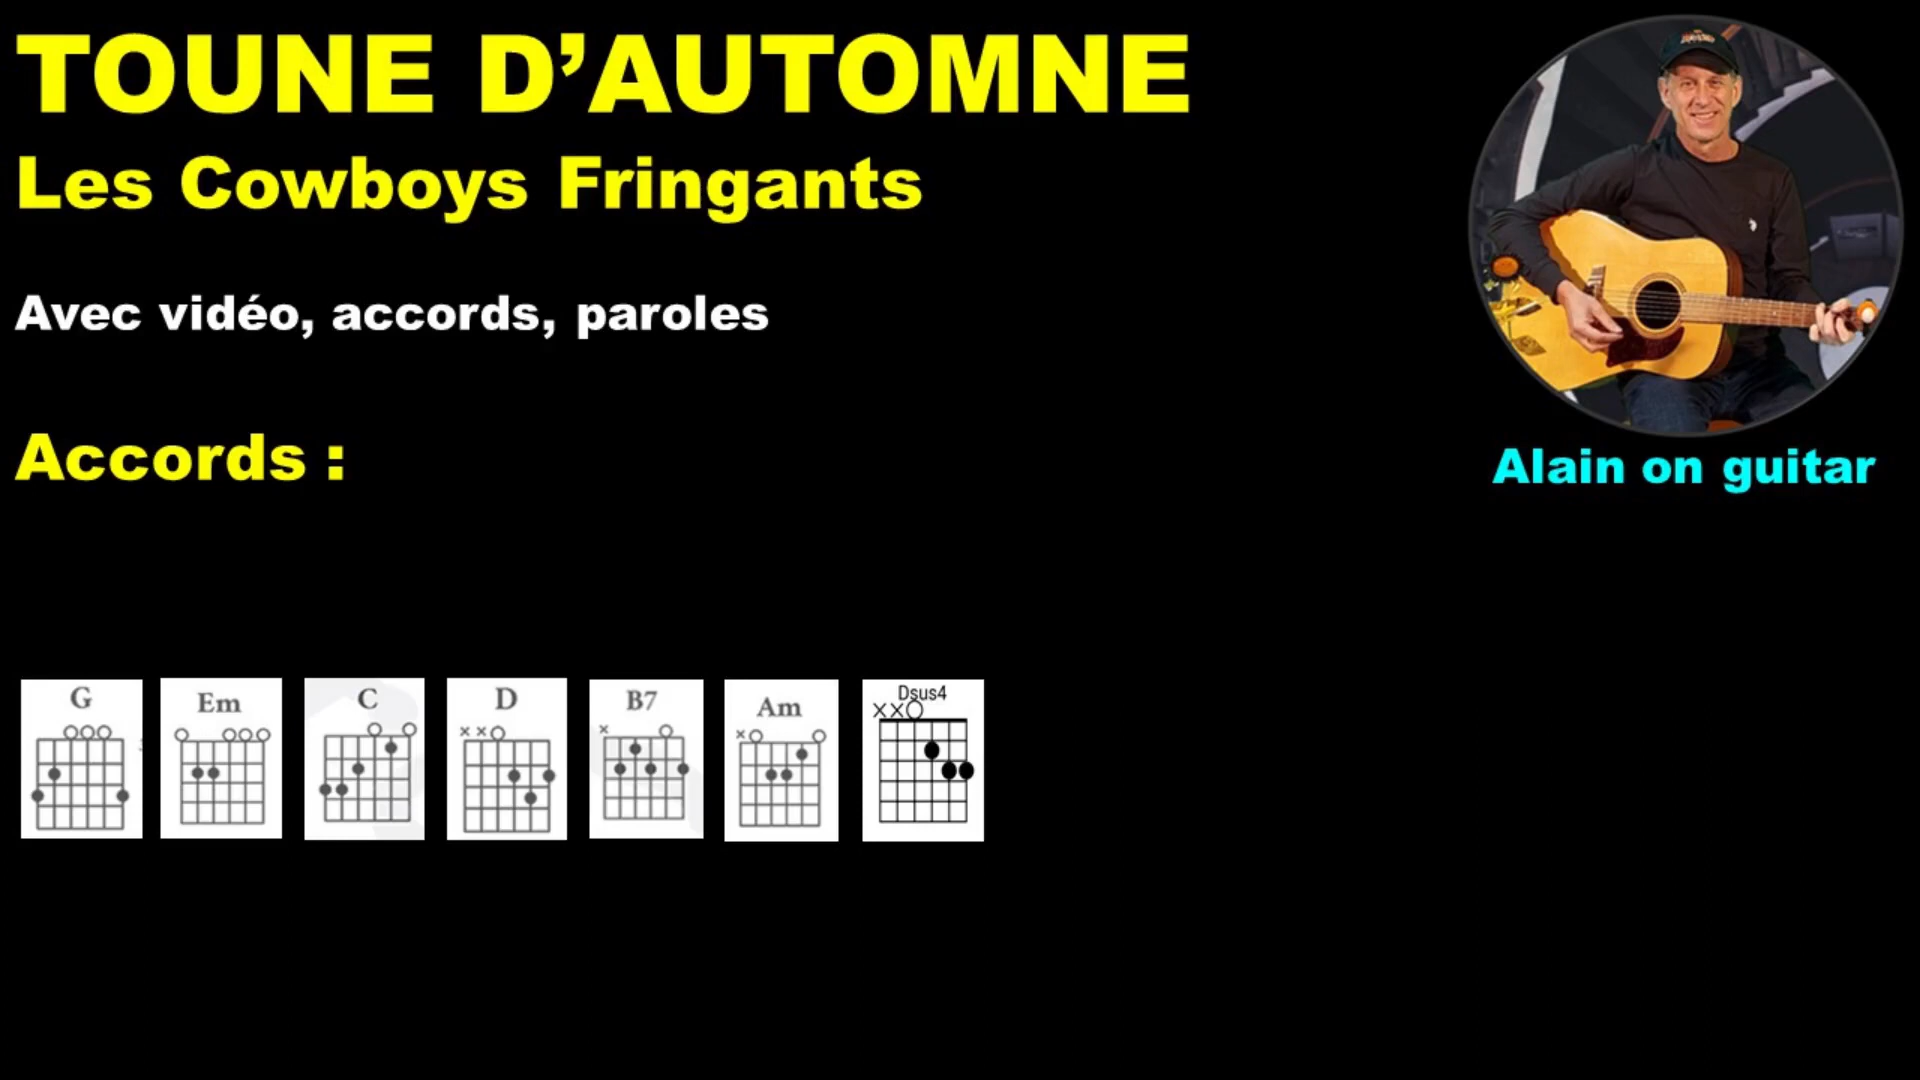 TOUNE D’AUTOMNE
Les Cowboys Fringants
Avec vidéo, accords, paroles
Accords :
Alain on guitar
G Em C D B7 Am Dsus4